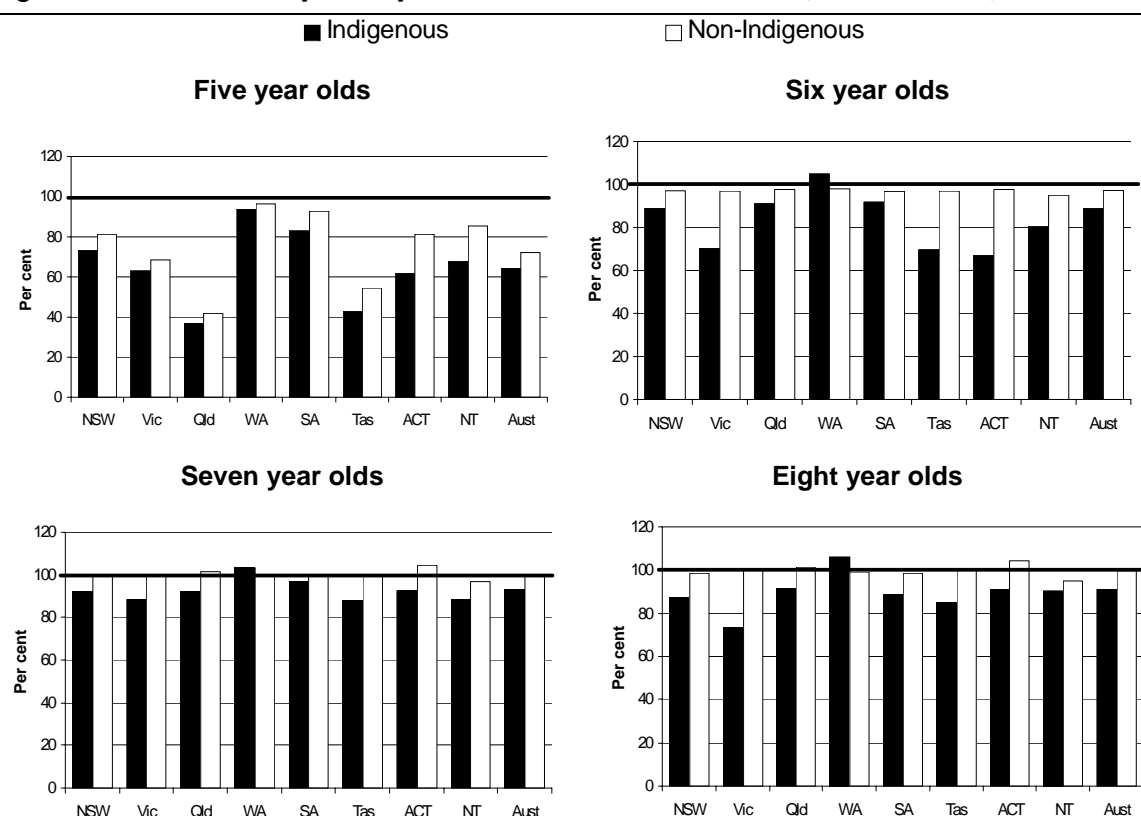 Indigenous Non-Indigenous
Five year olds
120
100
80
60
40
20
0
Per cent
NSW Vic Qld WA SA Tas ACT NT Aust
Six year olds
120
100
80
60
40
20
0
Per cent
NSW Vic Qld WA SA Tas ACT NT Aust
Seven year olds
120
100
80
60
40
20
0
Per cent
NSW Vic Qld WA SA Tas ACT NT Aust
Eight year olds
120
100
80
60
40
20
0
Per cent
NSW Vic Qld WA SA Tas ACT NT Aust